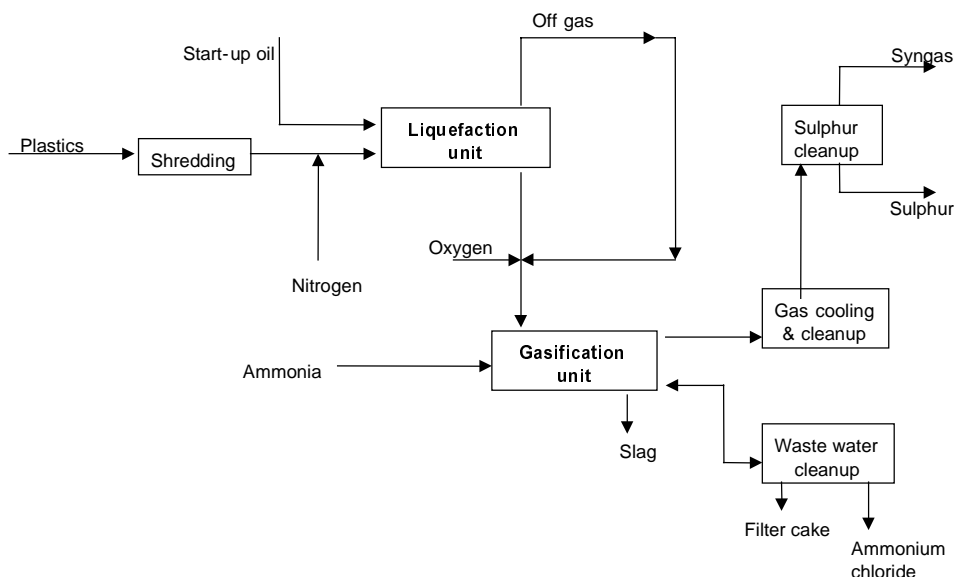 Off gas
Start-up oil
Syngas
Liquefaction
unit
Sulphur
cleanup
Plastics
Shredding
Sulphur
Oxygen
Nitrogen
Gas cooling
& cleanup
Gasification
unit
Ammonia
Slag
Waste water
cleanup
Filter cake
Ammonium
chloride